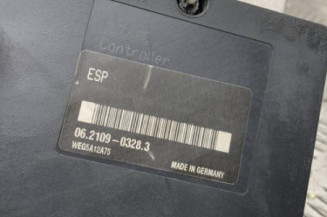 Controller
ESP
06.2109-0328.3
WEG5A12A75
MADE IN GERMANY